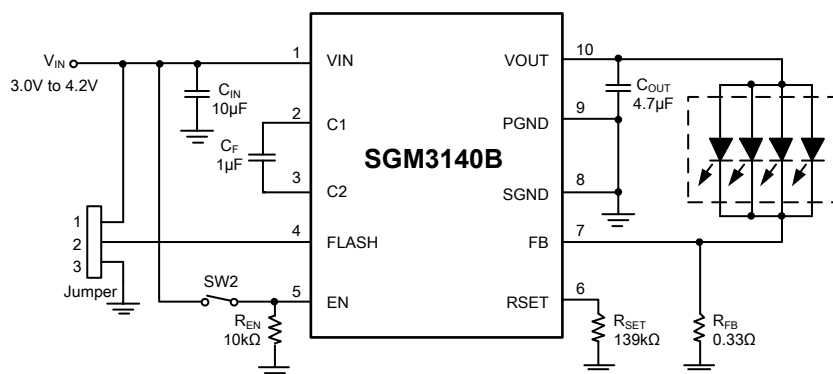 VIN
3.0V to 4.2V
CIN
10µF
CF
1µF
1
2
3
Jumper
SW2
REN
10kΩ
1
VIN
2
C1
3
C2
4
FLASH
5
EN
SGM3140B
VOUT
10
PGND
9
SGND
8
FB
7
RSET
6
COUT
4.7µF
RSET
139kΩ
RFB
0.33Ω